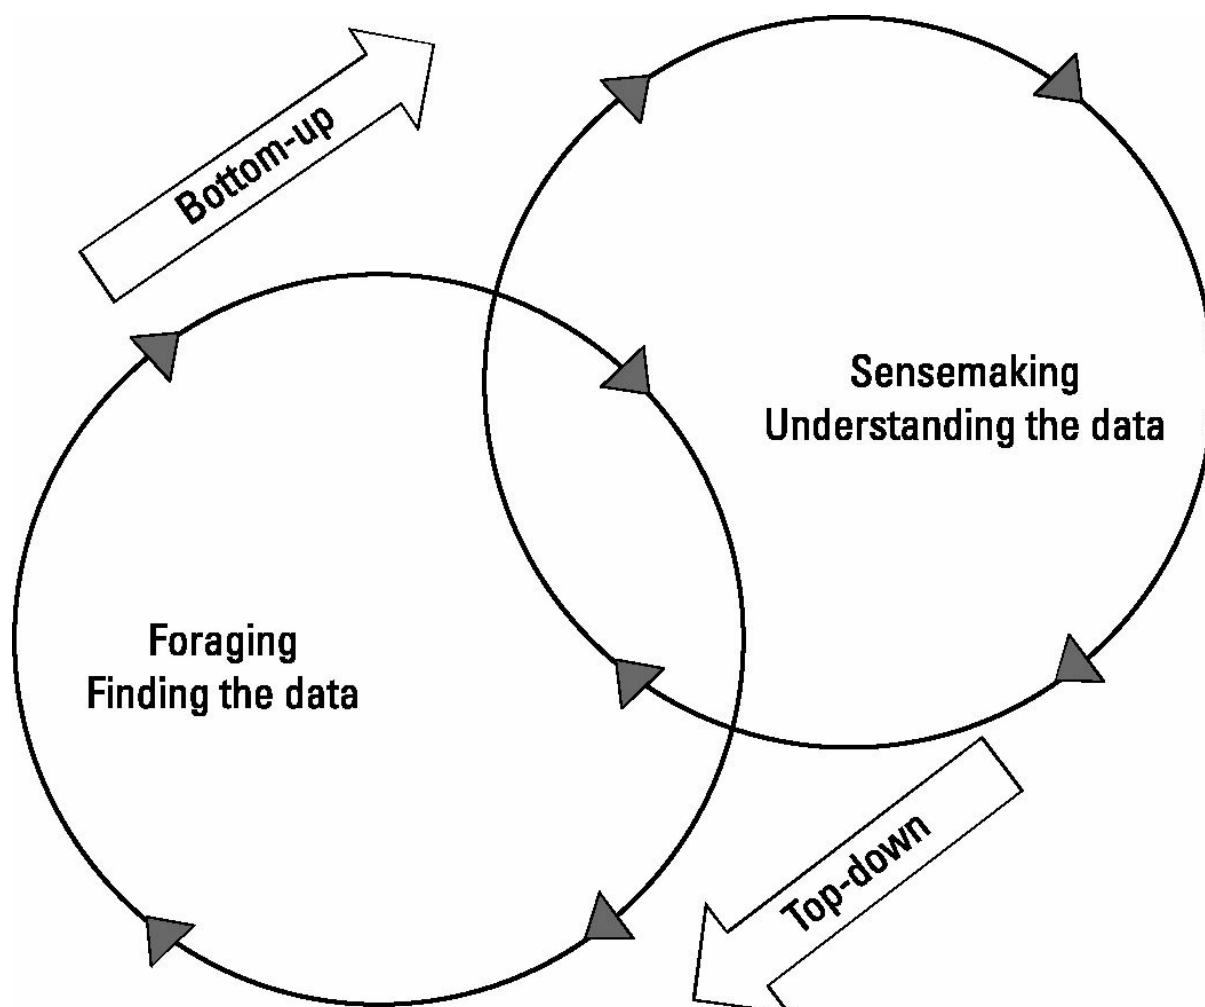 Bottom-up
Sensemaking
Understanding the data
Foraging
Finding the data
Top-down